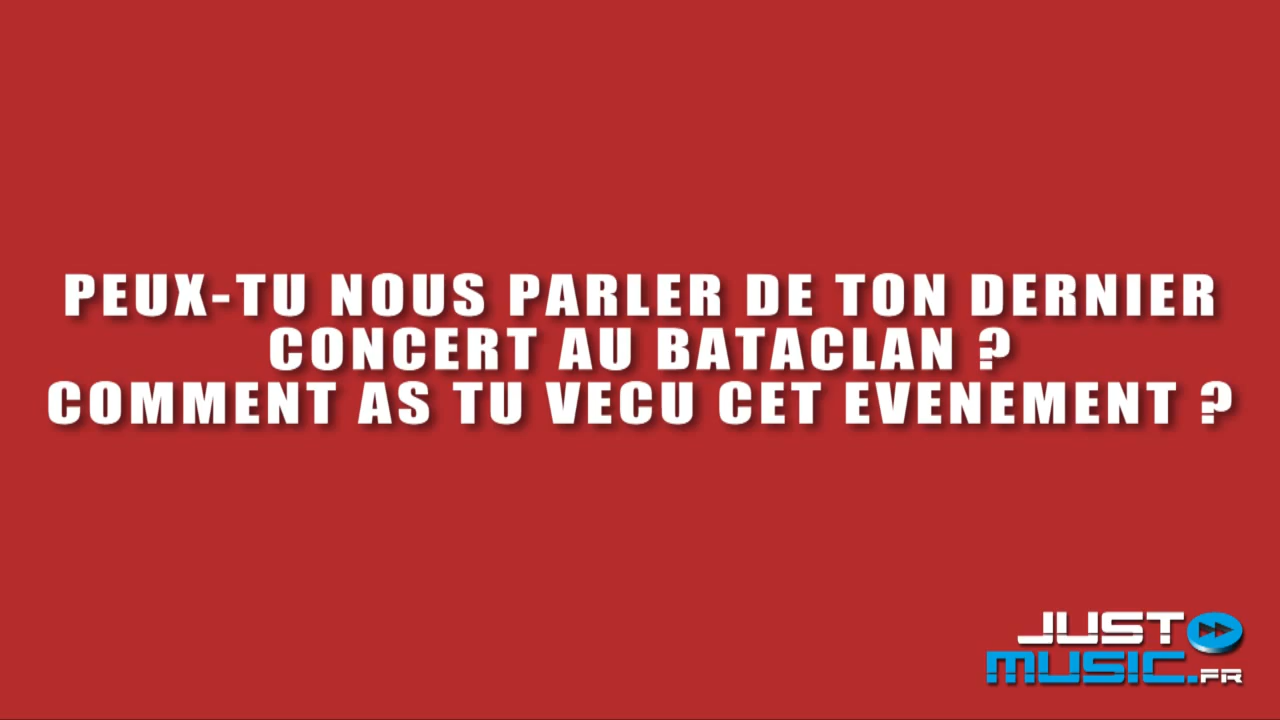 PEUX-TU NOUS PARLER DE TON DERNIER
CONCERT AU BATACLAN ?
COMMENT AS TU VECU CET EVENEMENT ?
JUST
MUSIC.FR